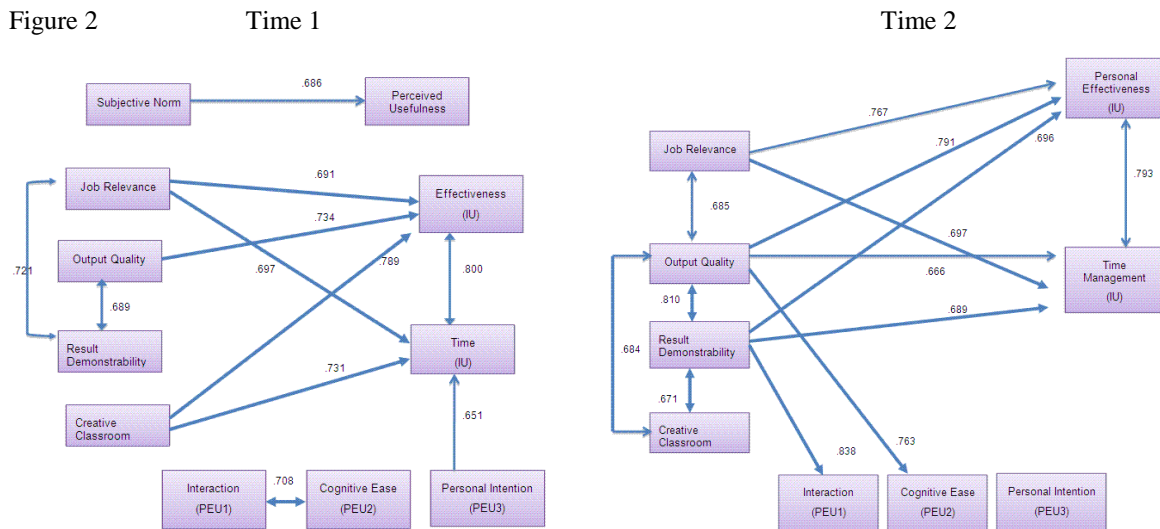 Figure 2
Time 1
Time 2
Subjective Norm
.686
Perceived
Usefulness
Job Relevance
.691
Effectiveness
(IU)
.734
Output Quality
.721
.697
.789
.800
.689
Result
Demonstrability
Time
(IU)
.731
Creative
Classroom
.651
Interaction
(PEU1)
.708
Cognitive Ease
(PEU2)
Personal Intention
(PEU3)
Personal
Effectiveness
(IU)
.767
Job Relevance
.791
.696
.793
.685
.697
Output Quality
.666
Time
Management
(IU)
.810
.689
Result
Demonstrability
.684
.671
Creative
Classroom
.838
.763
Interaction
(PEU1)
Cognitive Ease
(PEU2)
Personal Intention
(PEU3)